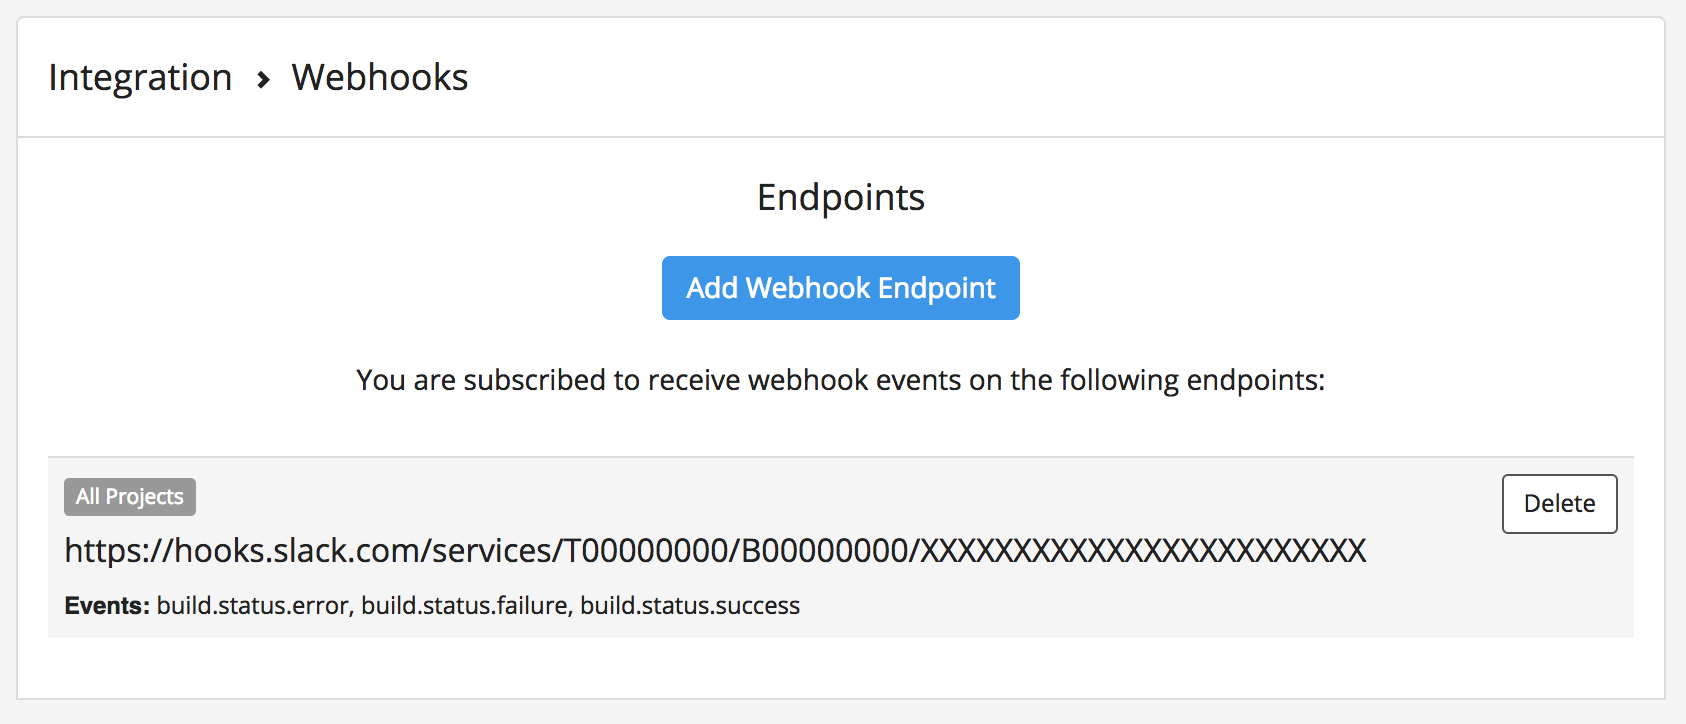 Integration > Webhooks
Endpoints
Add Webhook Endpoint
You are subscribed to receive webhook events on the following endpoints:
All Projects
Delete
https://hooks.slack.com/services/T00000000/B00000000/XXXXXXXXXXXXXXXXXXXXXXXX
Events: build.status.error, build.status.failure, build.status.success